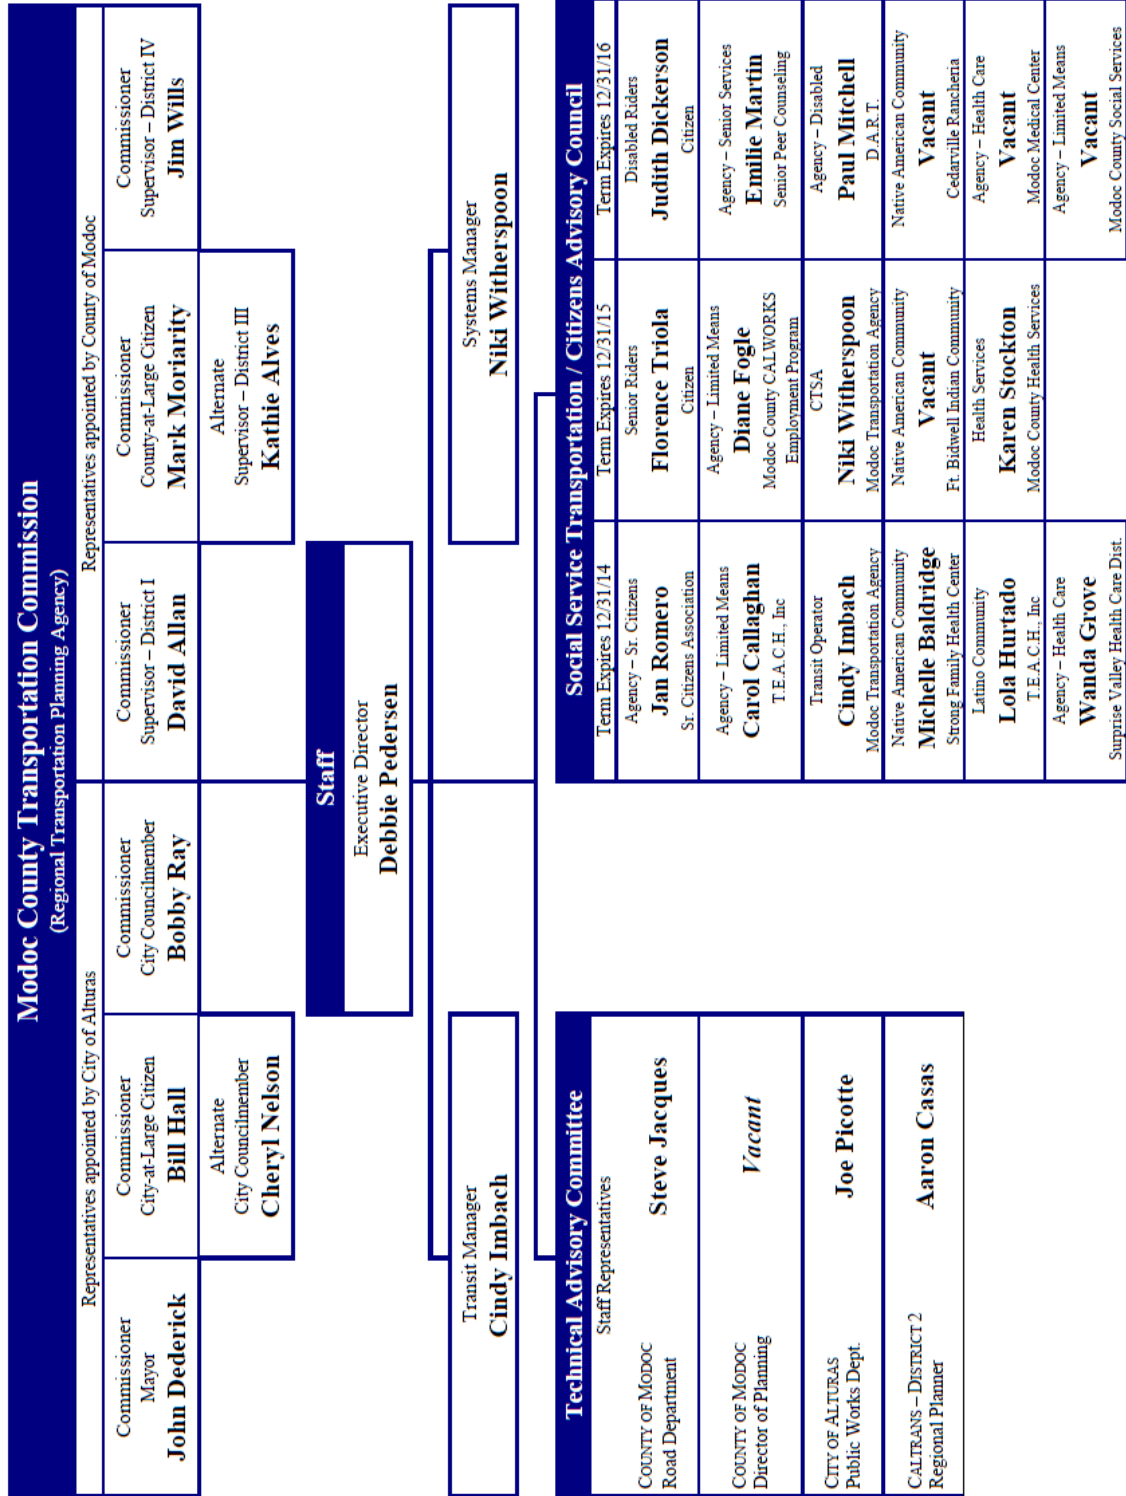 Modoc County Transportation Commission
(Regional Transportation Planning Agency)
Representatives appointed by City of Alturas
Representatives appointed by County of Modoc
Commissioner
Mayor
John Dederick
Commissioner
City-at-Large Citizen
Bill Hall
Commissioner
City Councilmember
Bobby Ray
Commissioner
Supervisor – District I
David Allan
Commissioner
County-at-Large Citizen
Mark Moriarity
Commissioner
Supervisor – District IV
Jim Wills
Alternate
City Councilmember
Cheryl Nelson
Alternate
Supervisor – District III
Kathie Alves
Staff
Executive Director
Debbie Pedersen
Transit Manager
Cindy Imbach
Systems Manager
Niki Witherspoon
Technical Advisory Committee
Staff Representatives
COUNTY OF MODOC
Road Department
Steve Jacques
COUNTY OF MODOC
Director of Planning
Vacant
CITY OF ALTURAS
Public Works Dept.
Joe Picotte
CALTRANS – DISTRICT 2
Regional Planner
Aaron Casas
Social Service Transportation / Citizens Advisory Council
Term Expires 12/31/14
Term Expires 12/31/15
Term Expires 12/31/16
Agency – Sr. Citizens
Jan Romero
Sr. Citizens Association
Senior Riders
Florence Triola
Citizen
Disabled Riders
Judith Dickerson
Citizen
Agency – Limited Means
Carol Callaghan
T.E.A.C.H., Inc
Agency – Limited Means
Diane Fogle
Modoc County CALWORKS
Employment Program
Agency – Senior Services
Emilie Martin
Senior Peer Counseling
Transit Operator
Cindy Imbach
Modoc Transportation Agency
CTSA
Niki Witherspoon
Modoc Transportation Agency
Agency – Disabled
Paul Mitchell
D.A.R.T.
Native American Community
Michelle Baldridge
Strong Family Health Center
Native American Community
Vacant
Ft. Bidwell Indian Community
Native American Community
Vacant
Cedarville Rancheria
Latino Community
Lola Hurtado
T.E.A.C.H., Inc
Health Services
Karen Stockton
Modoc County Health Services
Agency – Health Care
Vacant
Modoc Medical Center
Agency – Health Care
Wanda Grove
Surprise Valley Health Care Dist.
Agency – Limited Means
Vacant
Modoc County Social Services